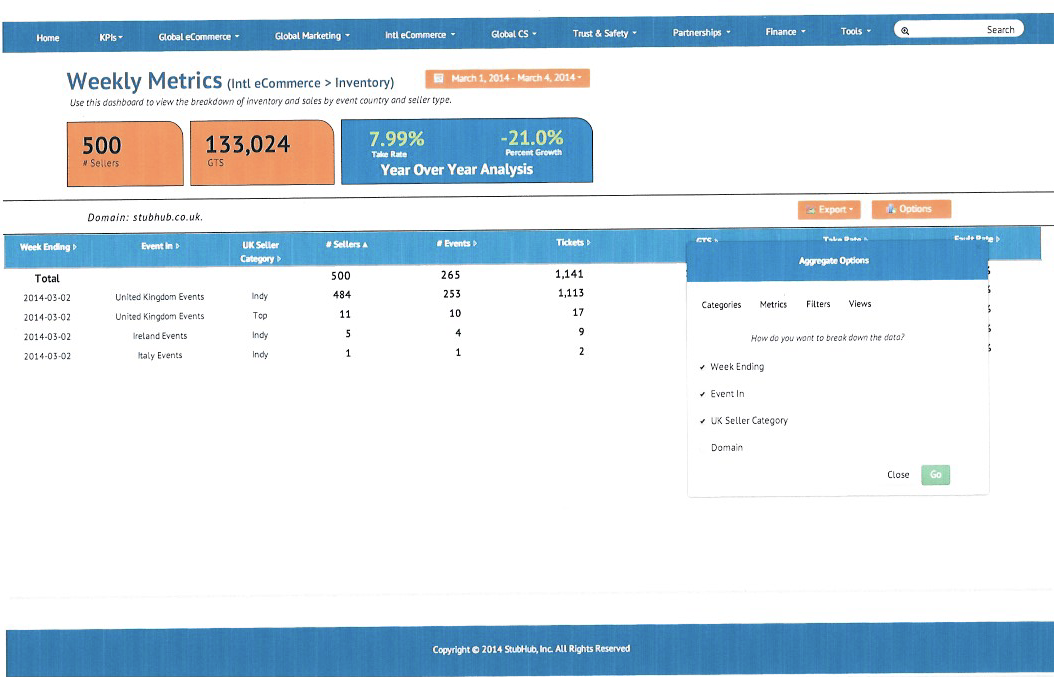 Home KPIs Global eCommerce Global Marketing Intl eCommerce Global CS Trust & Safety Partnerships Finance Tools Search
Weekly Metrics (Intl eCommerce > Inventory) March 1, 2014 - March 4, 2014
Use this dashboard to view the breakdown of inventory and sales by event country and seller type.
500 133,024 7.99% -21.0%
# Sellers GTS Take Rate Percent Growth
Year Over Year Analysis
Domain: stubhub.co.uk. Export Options
Week Ending Event In UK Seller Category # Sellers # Events Tickets GTS Take Rate Fault Rate
Total 500 265 1,141
2014-03-02 United Kingdom Events Indy 484 253 1,113
2014-03-02 United Kingdom Events Top 11 10 17
2014-03-02 Ireland Events Indy 5 4 9
2014-03-02 Italy Events Indy 1 1 2
Aggregate Options
Categories Metrics Filters Views
How do you want to break down the data?
✔ Week Ending
✔ Event In
✔ UK Seller Category
Domain
Close Go
Copyright © 2014 StubHub, Inc. All Rights Reserved